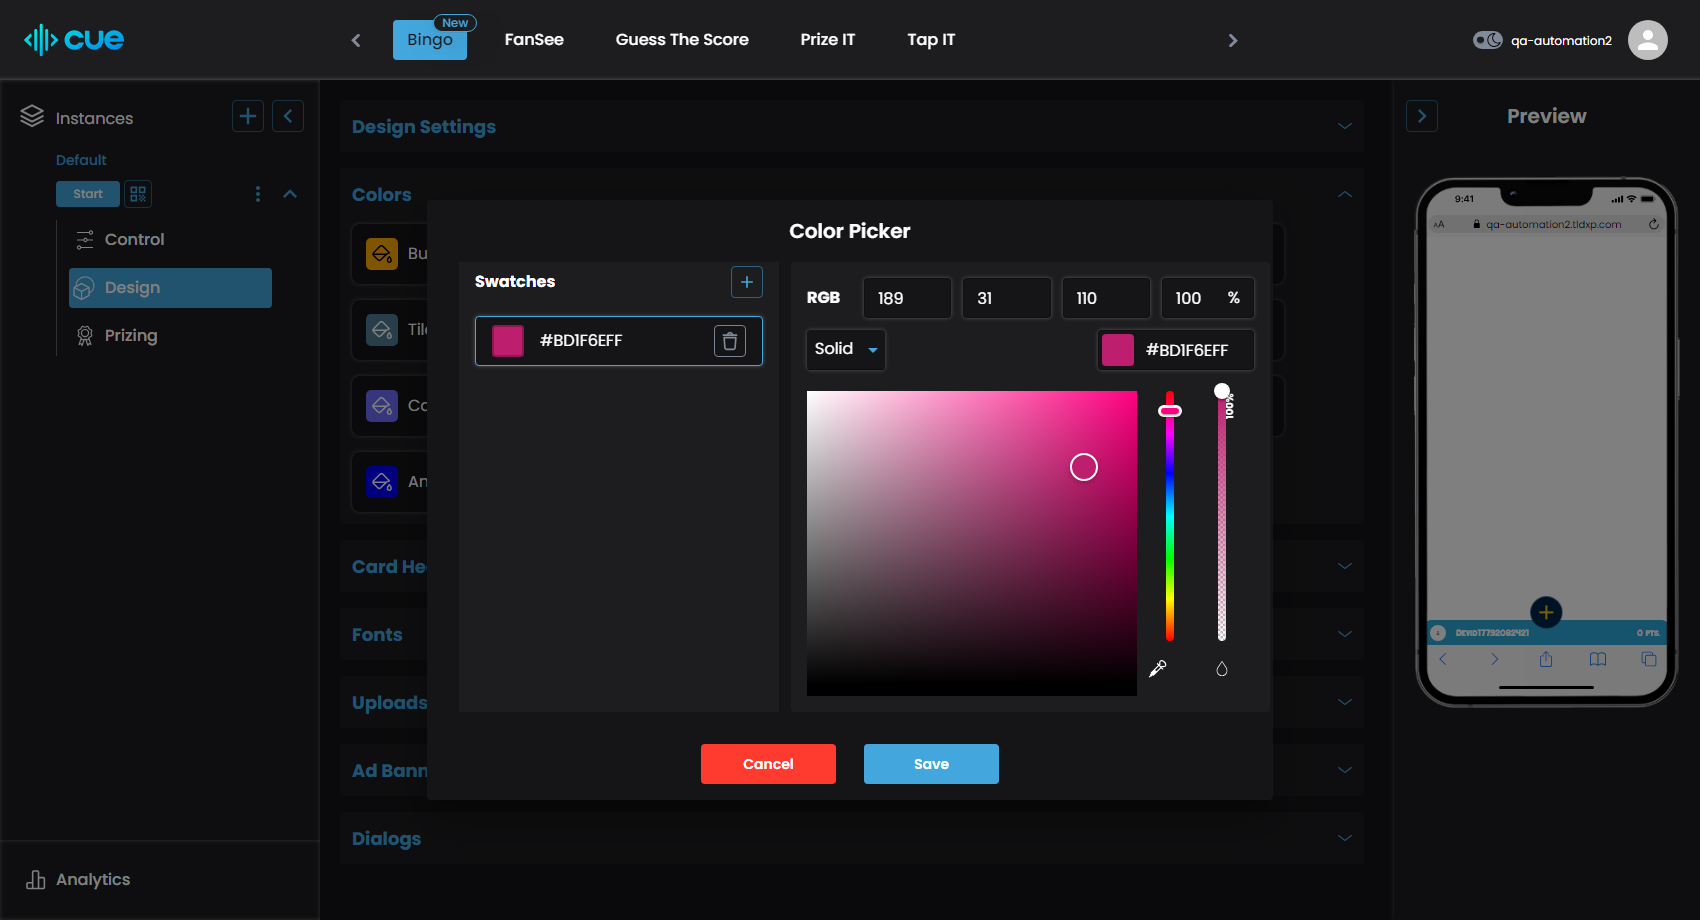 cue
Bingo
New
FanSee
Guess The Score
Prize IT
Tap IT
qa-automation2
Instances
Default
Start
Control
Design
Prizing
Analytics
Design Settings
Colors
Bu
Tile
Co
An
Card He
Fonts
Uploads
Ad Bann
Dialogs
Color Picker
Swatches
#BD1F6EFF
RGB
189
31
110
100 %
Solid
#BD1F6EFF
100%
Cancel
Save
Preview
9:41
AA
qa-automation2.tldxp.com
0 PTS.